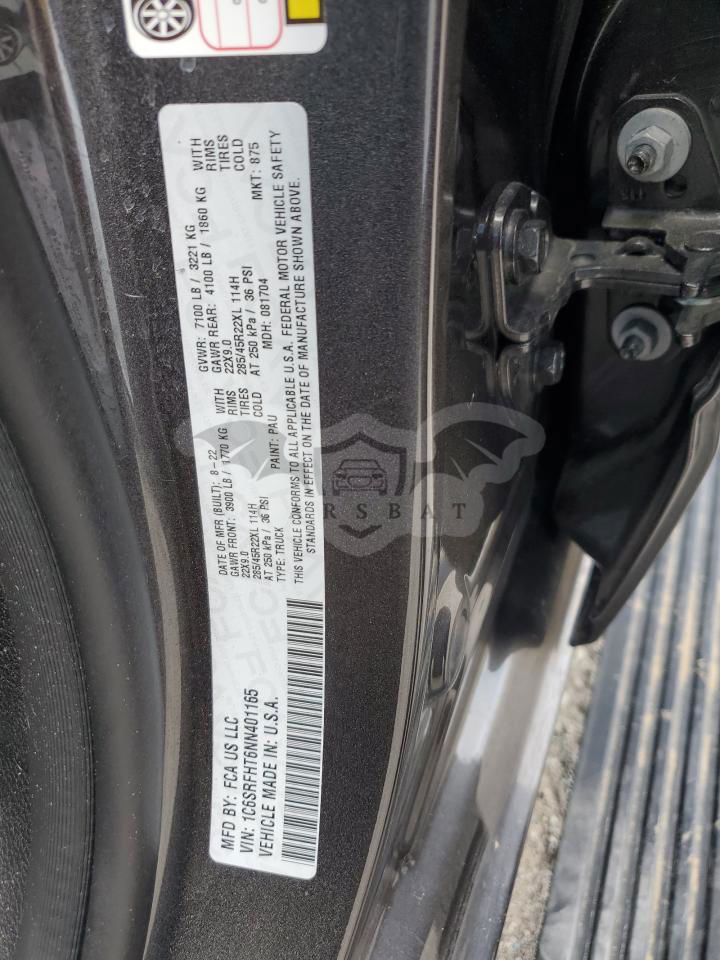 MFD BY: FCA US LLC
DATE OF MFR (BUILT): 8-22 GVWR: 7100 LB / 3221 KG
GAWR FRONT: 3900 LB / 1770 KG WITH GAWR REAR: 4100 LB / 1860 KG WITH
22X9.0 RIMS 22X9.0 RIMS
285/45R22XL 114H TIRES 285/45R22XL 114H TIRES
AT 250 kPa / 36 PSI COLD AT 250 kPa / 36 PSI COLD
VIN: 1C6SRFHT6NN401165
TYPE: TRUCK PAINT: PAU MDH: 081704 MKT: 875
VEHICLE MADE IN: U.S.A.
THIS VEHICLE CONFORMS TO ALL APPLICABLE U.S.A. FEDERAL MOTOR VEHICLE SAFETY
STANDARDS IN EFFECT ON THE DATE OF MANUFACTURE SHOWN ABOVE.